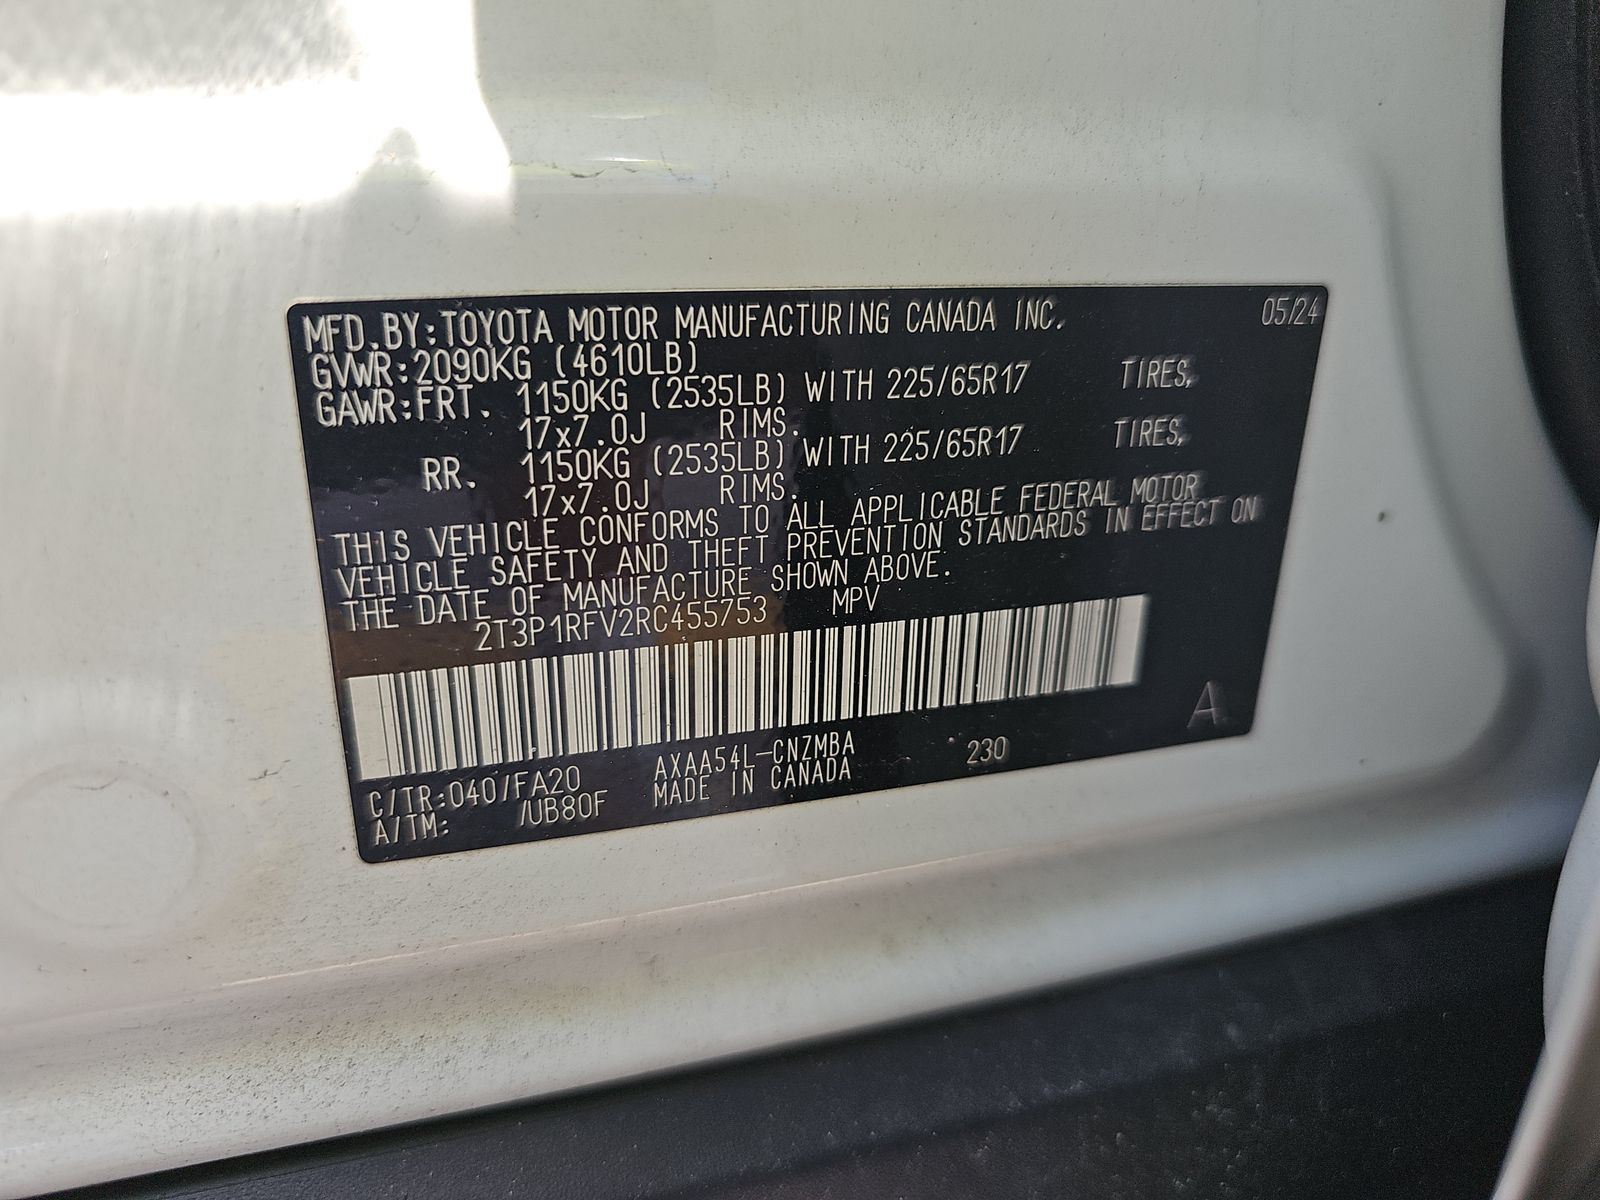 MFD.BY:TOYOTA MOTOR MANUFACTURING CANADA INC. 05/24
GVWR:2090KG (4610LB)
GAWR:FRT. 1150KG (2535LB) WITH 225/65R17 TIRES,
17x7.0J RIMS.
RR. 1150KG (2535LB) WITH 225/65R17 TIRES,
17x7.0J RIMS.
THIS VEHICLE CONFORMS TO ALL APPLICABLE FEDERAL MOTOR
VEHICLE SAFETY AND THEFT PREVENTION STANDARDS IN EFFECT ON
THE DATE OF MANUFACTURE SHOWN ABOVE.
2T3P1RFV2RC455753 MPV
A
C/TR:040/FA20 AXAA54L-CNZMBA 230
A/TM: /UB80F MADE IN CANADA